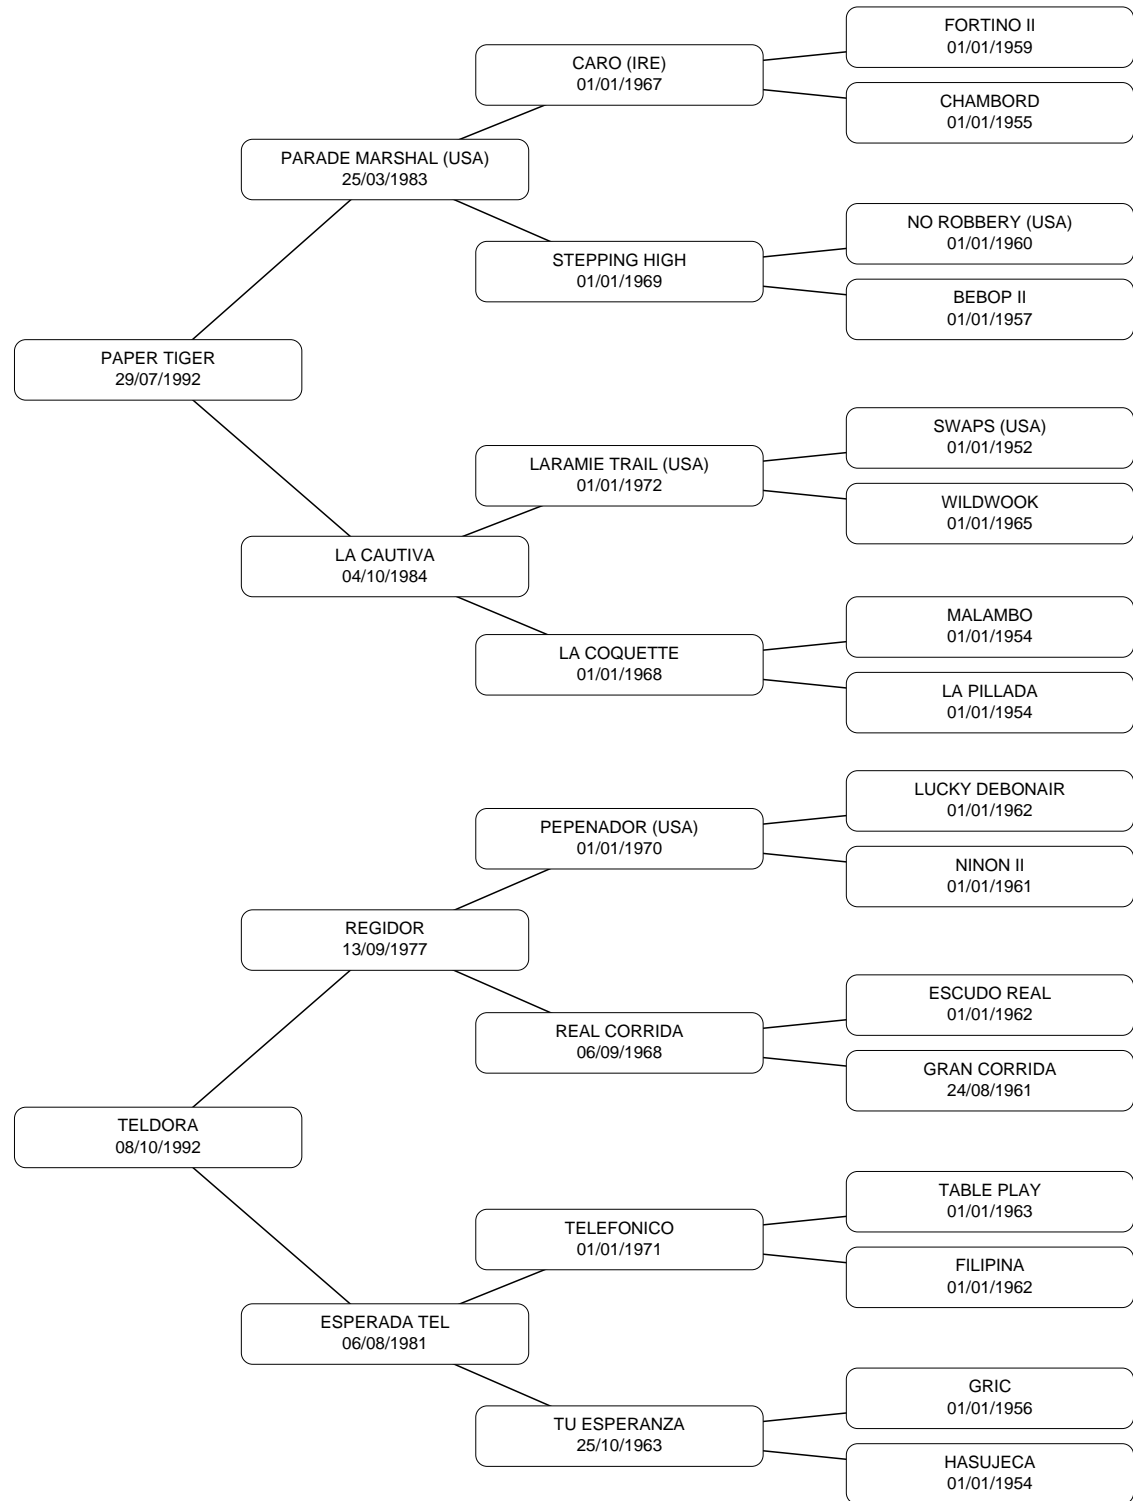 FORTINO II
01/01/1959
CARO (IRE)
01/01/1967
CHAMBORD
01/01/1955
PARADE MARSHAL (USA)
25/03/1983
NO ROBBERY (USA)
01/01/1960
STEPPING HIGH
01/01/1969
BEBOP II
01/01/1957
PAPER TIGER
29/07/1992
SWAPS (USA)
01/01/1952
LARAMIE TRAIL (USA)
01/01/1972
WILDWOOK
01/01/1965
LA CAUTIVA
04/10/1984
MALAMBO
01/01/1954
LA COQUETTE
01/01/1968
LA PILLADA
01/01/1954
LUCKY DEBONAIR
01/01/1962
PEPENADOR (USA)
01/01/1970
NINON II
01/01/1961
REGIDOR
13/09/1977
ESCUDO REAL
01/01/1962
REAL CORRIDA
06/09/1968
GRAN CORRIDA
24/08/1961
TELDORA
08/10/1992
TABLE PLAY
01/01/1963
TELEFONICO
01/01/1971
FILIPINA
01/01/1962
ESPERADA TEL
06/08/1981
GRIC
01/01/1956
TU ESPERANZA
25/10/1963
HASUJECA
01/01/1954